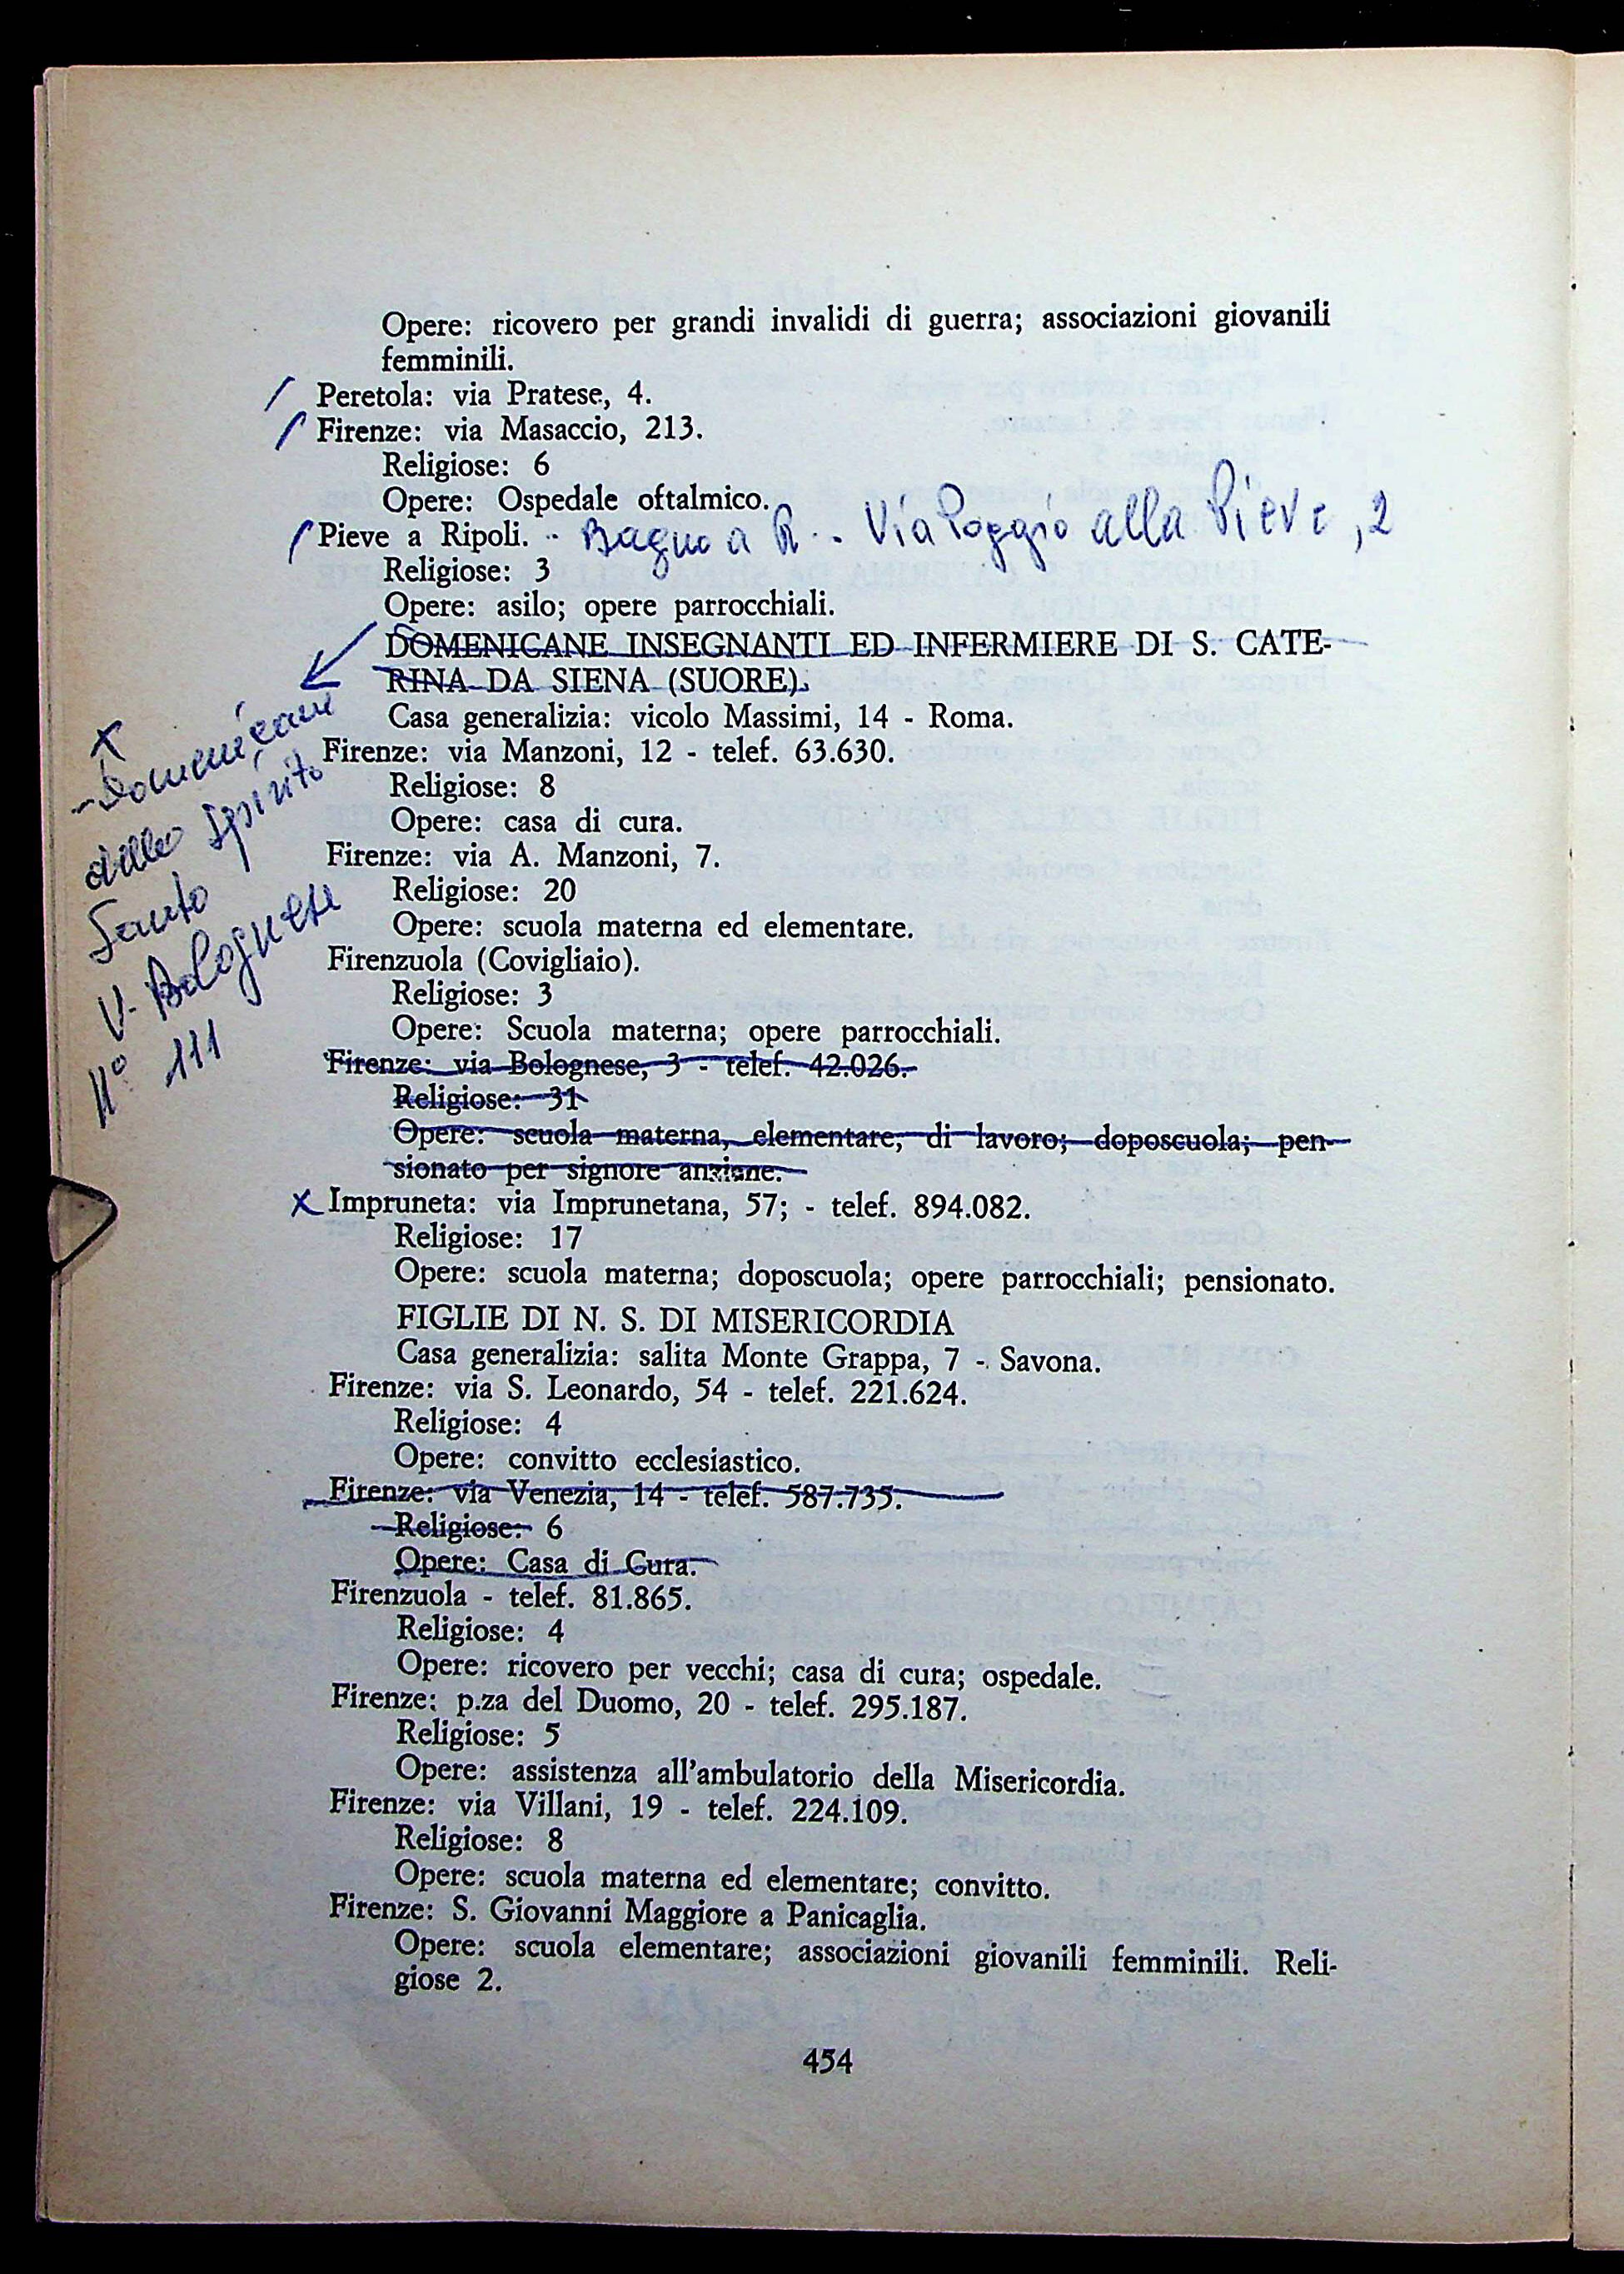 Opere: ricovero per grandi invalidi di guerra; associazioni giovanili
femminili.
Peretola: via Pratese, 4.
Firenze: via Masaccio, 213.
Religiose: 6
Opere: Ospedale oftalmico.
Pieve a Ripoli. - Bagno a R. - Via Poggio alla Pieve, 2
Religiose: 3
Opere: asilo; opere parrocchiali.
DOMENICANE INSEGNANTI ED INFERMIERE DI S. CATE-
RINA DA SIENA (SUORE).
Casa generalizia: vicolo Massimi, 14 - Roma.
Firenze: via Manzoni, 12 - telef. 63.630.
Religiose: 8
Opere: casa di cura.
Firenze: via A. Manzoni, 7.
Religiose: 20
Opere: scuola materna ed elementare.
Firenzuola (Covigliaio).
Religiose: 3
Opere: Scuola materna; opere parrocchiali.
Firenze: via Bolognese, 3 - telef. 42.026.
Religiose: 31
Opere: scuola materna, elementare, di lavoro; doposcuola; pen-
sionato per signore anziane.
x Impruneta: via Imprunetana, 57; - telef. 894.082.
Religiose: 17
Opere: scuola materna; doposcuola; opere parrocchiali; pensionato.
FIGLIE DI N. S. DI MISERICORDIA
Casa generalizia: salita Monte Grappa, 7 - Savona.
Firenze: via S. Leonardo, 54 - telef. 221.624.
Religiose: 4
Opere: convitto ecclesiastico.
Firenze: via Venezia, 14 - telef. 587.735.
Religiose: 6
Opere: Casa di Cura.
Firenzuola - telef. 81.865.
Religiose: 4
Opere: ricovero per vecchi; casa di cura; ospedale.
Firenze: p.za del Duomo, 20 - telef. 295.187.
Religiose: 5
Opere: assistenza all'ambulatorio della Misericordia.
Firenze: via Villani, 19 - telef. 224.109.
Religiose: 8
Opere: scuola materna ed elementare; convitto.
Firenze: S. Giovanni Maggiore a Panicaglia.
Opere: scuola elementare; associazioni giovanili femminili. Reli-
giose 2.
454
x
- Domenicane
dello Spirito
Santo
V. Bolognese
n° 111